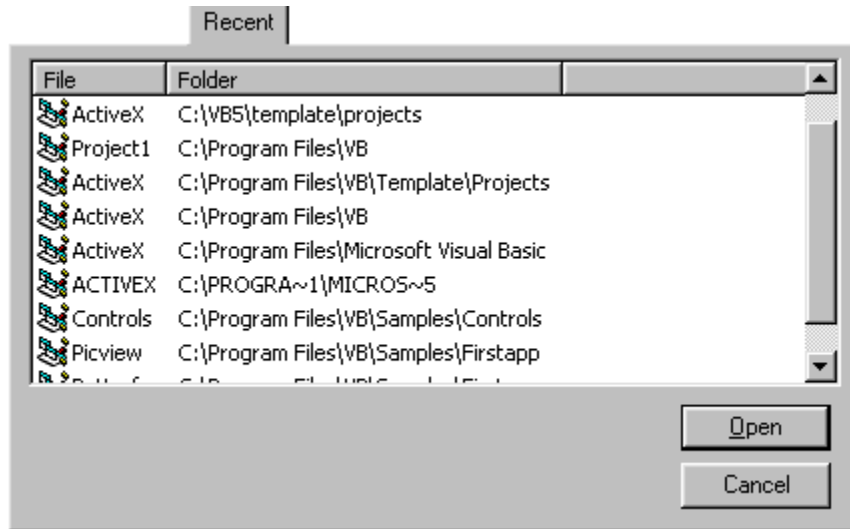 Recent
File Folder
ActiveX C:\VB5\template\projects
Project1 C:\Program Files\VB
ActiveX C:\Program Files\VB\Template\Projects
ActiveX C:\Program Files\VB
ActiveX C:\Program Files\Microsoft Visual Basic
ACTIVEX C:\PROGRA~1\MICROS~5
Controls C:\Program Files\VB\Samples\Controls
Picview C:\Program Files\VB\Samples\Firstapp
Open
Cancel